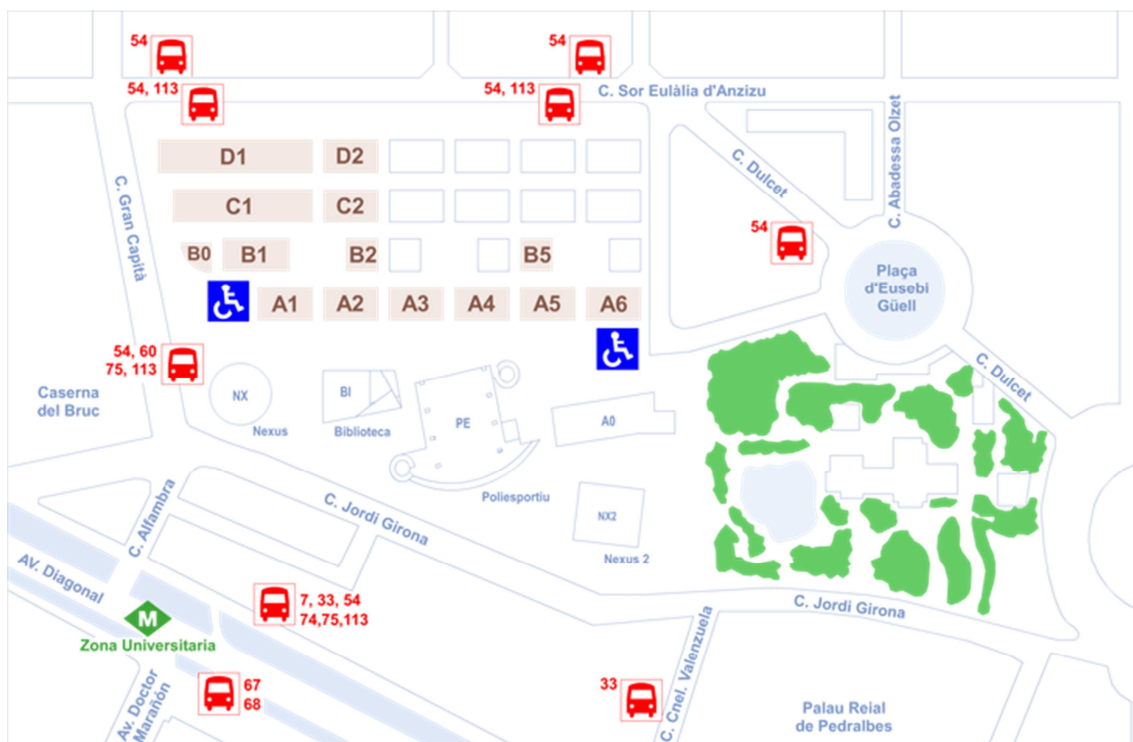 54
54
54, 113
54, 113
C. Sor Eulàlia d'Anzizu
C. Abadessa Olzet
D1
D2
C. Dulcet
C. Gran Capità
C1
C2
54
B0
B1
B2
B5
Plaça
d'Eusebi
Güell
A1
A2
A3
A4
A5
A6
54, 60
75, 113
C. Dulcet
Caserna
del Bruc
NX
BI
PE
A0
Nexus
Biblioteca
Poliesportiu
C. Alfambra
C. Jordi Girona
NX2
Nexus 2
AV. Diagonal
7, 33, 54
74,75,113
C. Jordi Girona
M
Zona Universitaria
C. Cnel. Valenzuela
67
68
33
Av. Doctor
Marañón
Palau Reial
de Pedralbes